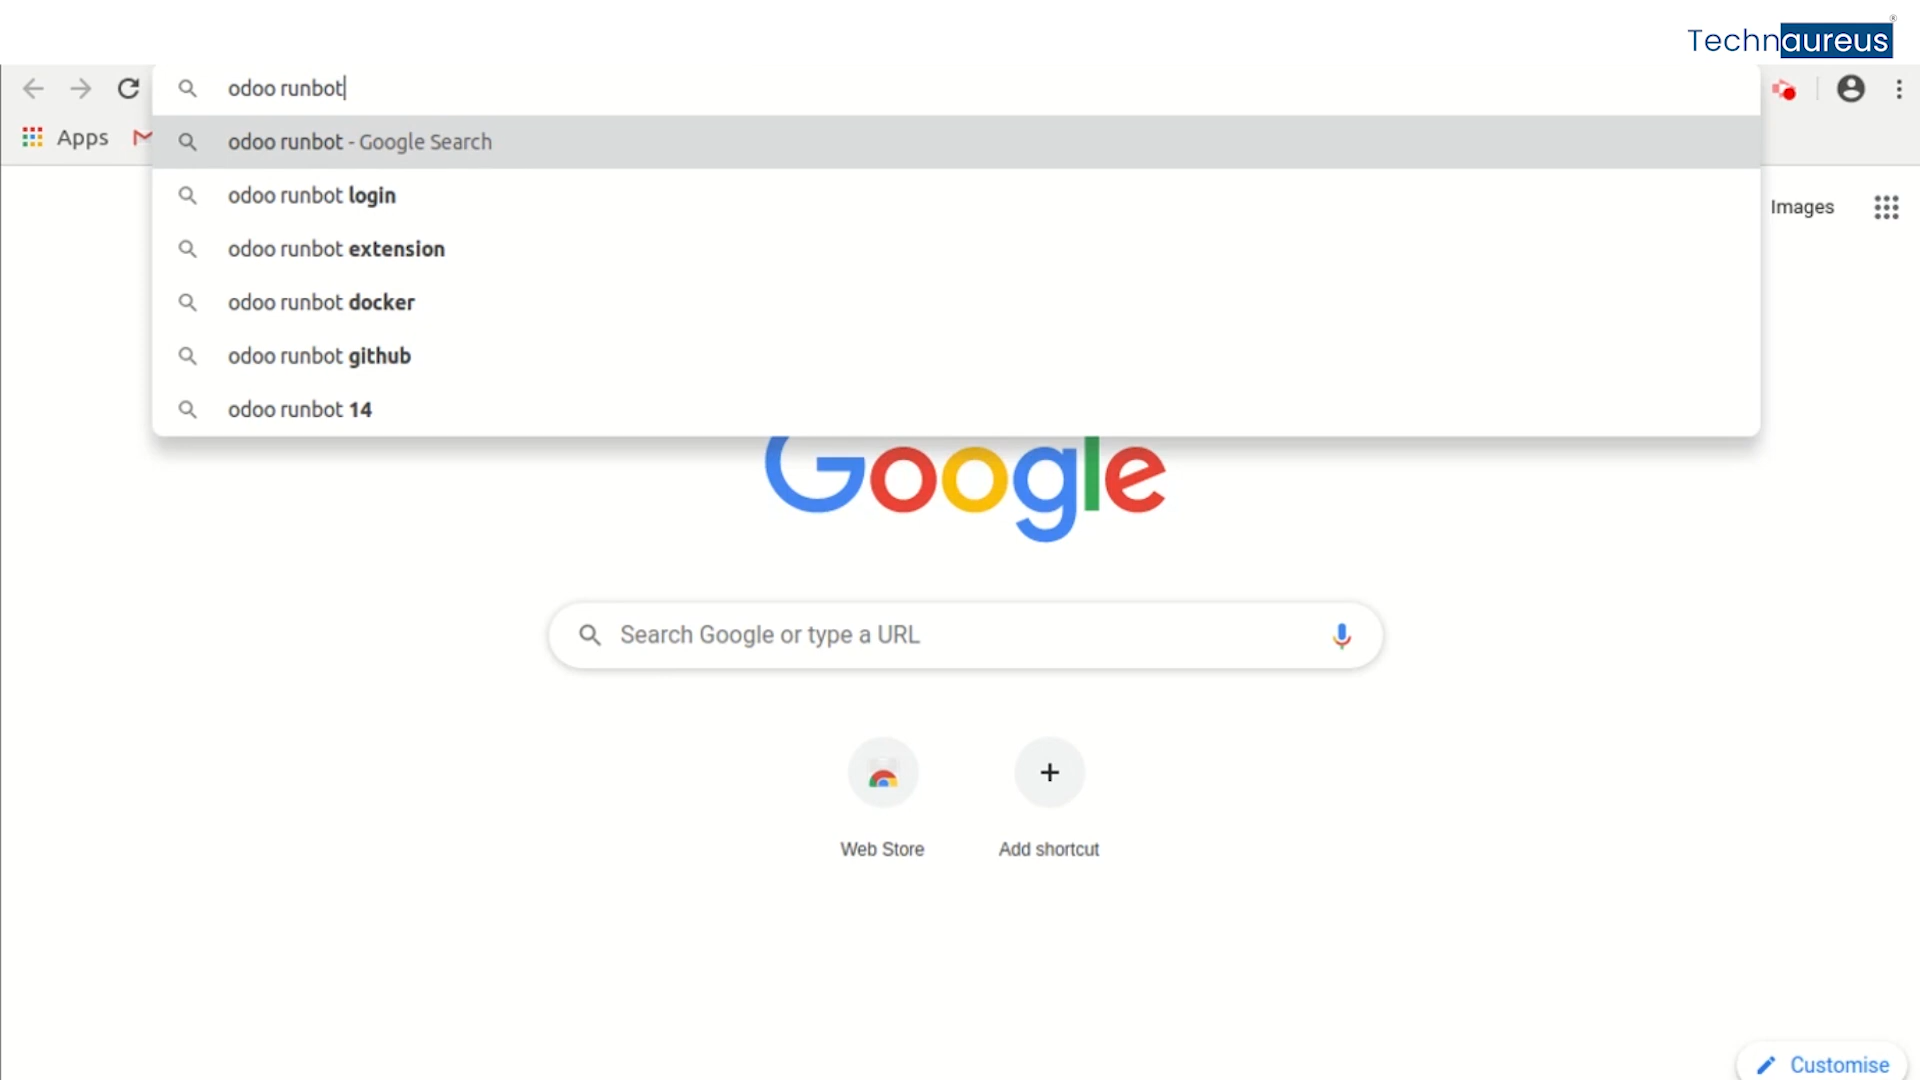 Technaureus®
odoo runbot
Apps
odoo runbot - Google Search
odoo runbot login
Images
odoo runbot extension
odoo runbot docker
odoo runbot github
odoo runbot 14
Google
Search Google or type a URL
Web Store
Add shortcut
Customise